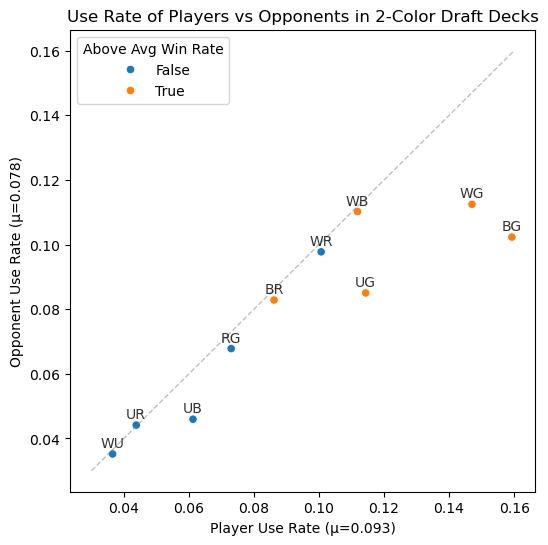 Use Rate of Players vs Opponents in 2-Color Draft Decks
Above Avg Win Rate
False
True
0.16
0.14
0.12
0.10
0.08
0.06
0.04
Opponent Use Rate (μ=0.078)
WG
WB
BG
WR
UG
BR
RG
UB
UR
WU
0.04 0.06 0.08 0.10 0.12 0.14 0.16
Player Use Rate (μ=0.093)